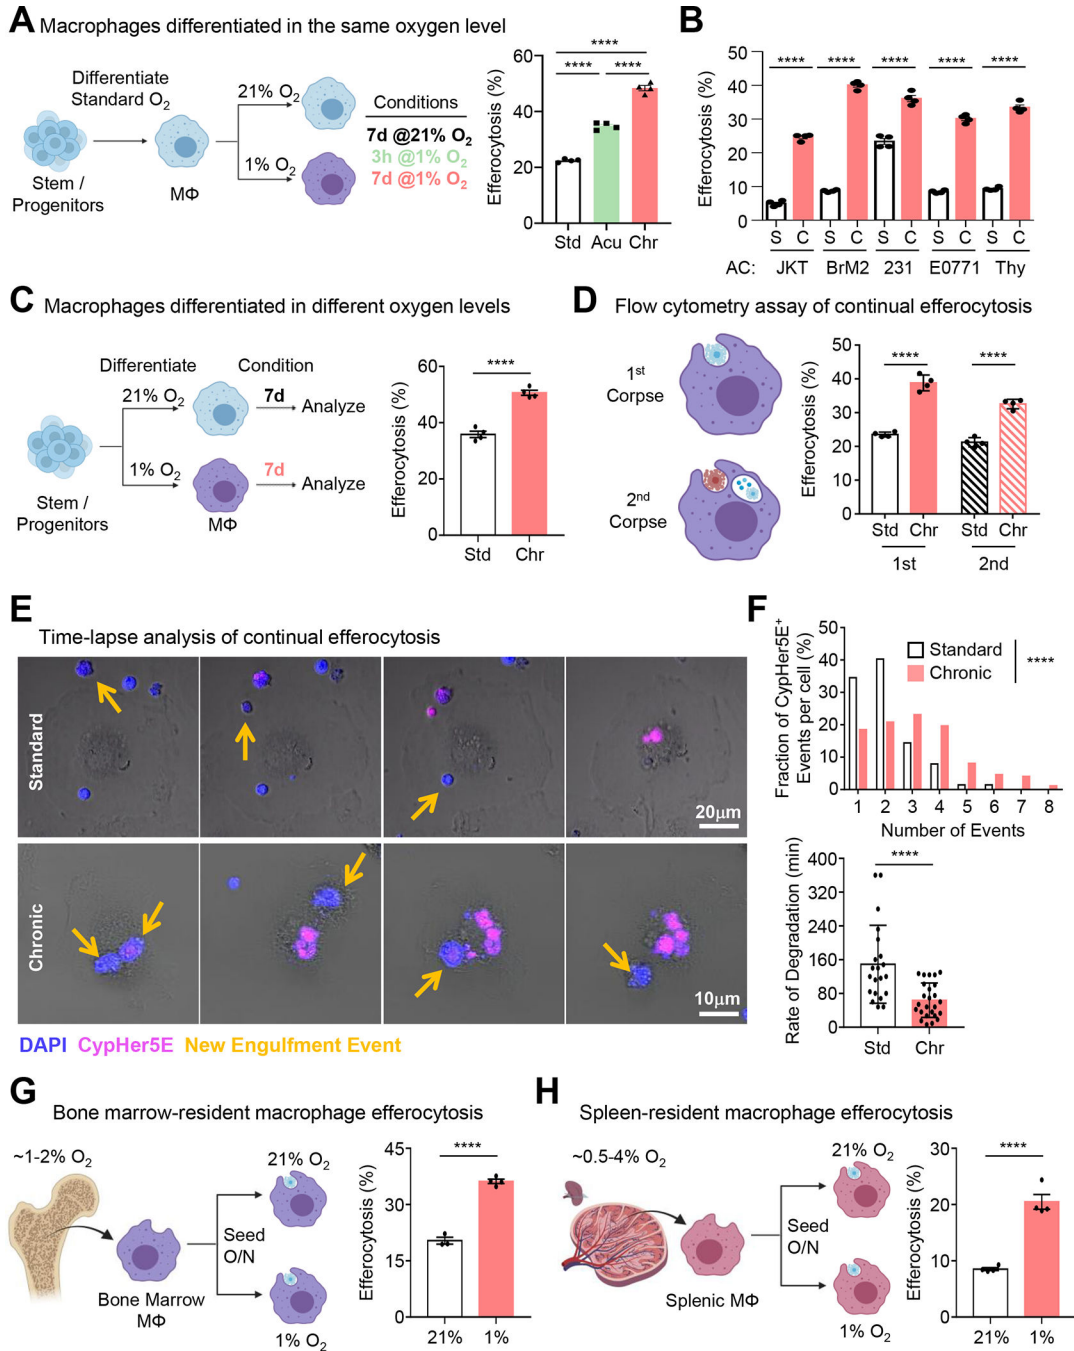 A Macrophages differentiated in the same oxygen level
Differentiate
Standard O2
21% O2
1% O2
Stem /
Progenitors
MΦ
Conditions
7d @21% O2
3h @1% O2
7d @1% O2
Efferocytosis (%)
60
40
20
0
****
**** ****
Std Acu Chr
B
Efferocytosis (%)
50
40
30
20
10
0
**** **** **** **** ****
S C S C S C S C S C
AC: JKT BrM2 231 E0771 Thy
C Macrophages differentiated in different oxygen levels
Differentiate Condition
21% O2 7d Analyze
1% O2 7d Analyze
Stem /
Progenitors
MΦ
Efferocytosis (%)
60
40
20
0
****
Std Chr
D Flow cytometry assay of continual efferocytosis
1st
Corpse
2nd
Corpse
Efferocytosis (%)
50
40
30
20
10
0
**** ****
Std Chr Std Chr
1st 2nd
E
Time-lapse analysis of continual efferocytosis
Standard
20μm
Chronic
10μm
DAPI CypHer5E New Engulfment Event
F
Fraction of CypHer5E+
Events per cell (%)
50
40
30
20
10
0
Standard
Chronic
****
1 2 3 4 5 6 7 8
Number of Events
Rate of Degradation (min)
400
320
240
160
80
0
****
Std Chr
G Bone marrow-resident macrophage efferocytosis
~1-2% O2
21% O2
Seed
O/N
Bone Marrow
MΦ
1% O2
Efferocytosis (%)
45
30
15
0
****
21% 1%
H Spleen-resident macrophage efferocytosis
~0.5-4% O2
21% O2
Seed
O/N
Splenic MΦ
1% O2
Efferocytosis (%)
30
20
10
0
****
21% 1%